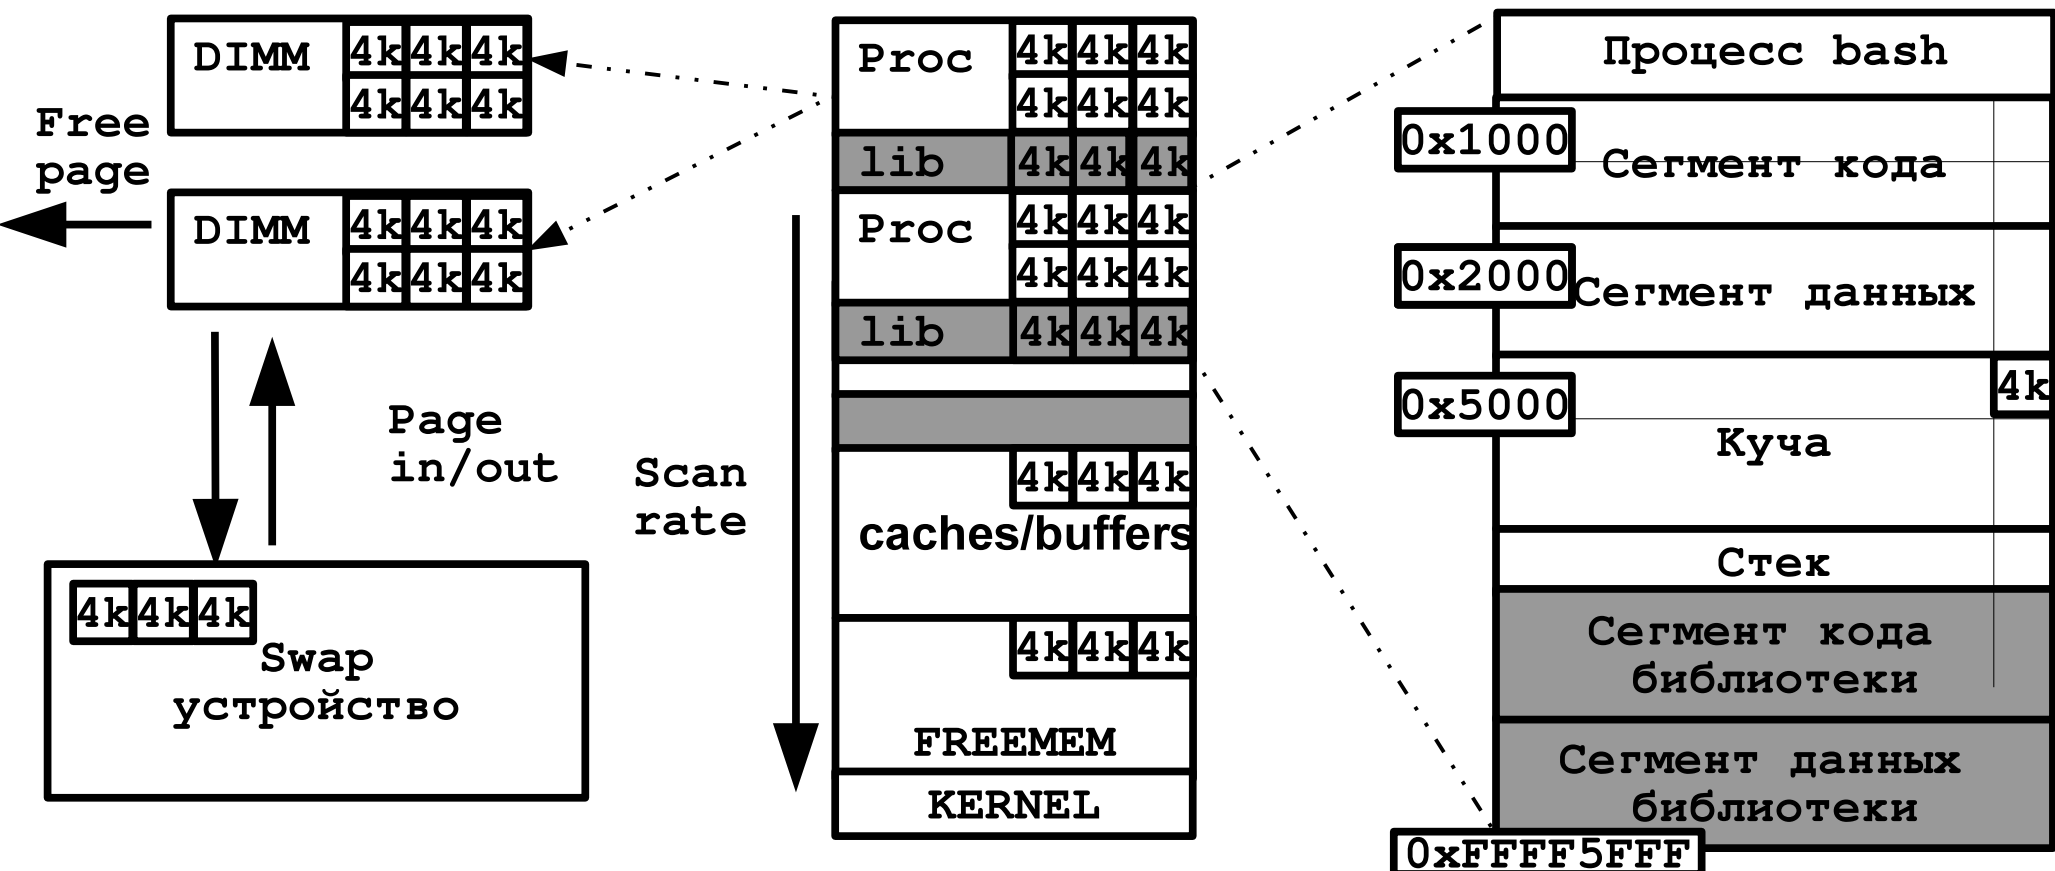 DIMM 4k 4k 4k
4k 4k 4k
Free
page
DIMM 4k 4k 4k
4k 4k 4k
Page
in/out
4k 4k 4k
Swap
устройство
Scan
rate
Proc 4k 4k 4k
4k 4k 4k
lib 4k 4k 4k
Proc 4k 4k 4k
4k 4k 4k
lib 4k 4k 4k
4k 4k 4k
caches/buffers
4k 4k 4k
FREEMEM
KERNEL
Процесс bash
0x1000
Сегмент кода
0x2000
Сегмент данных
4k
0x5000
Куча
Стек
Сегмент кода
библиотеки
Сегмент данных
библиотеки
0xFFFF5FFF